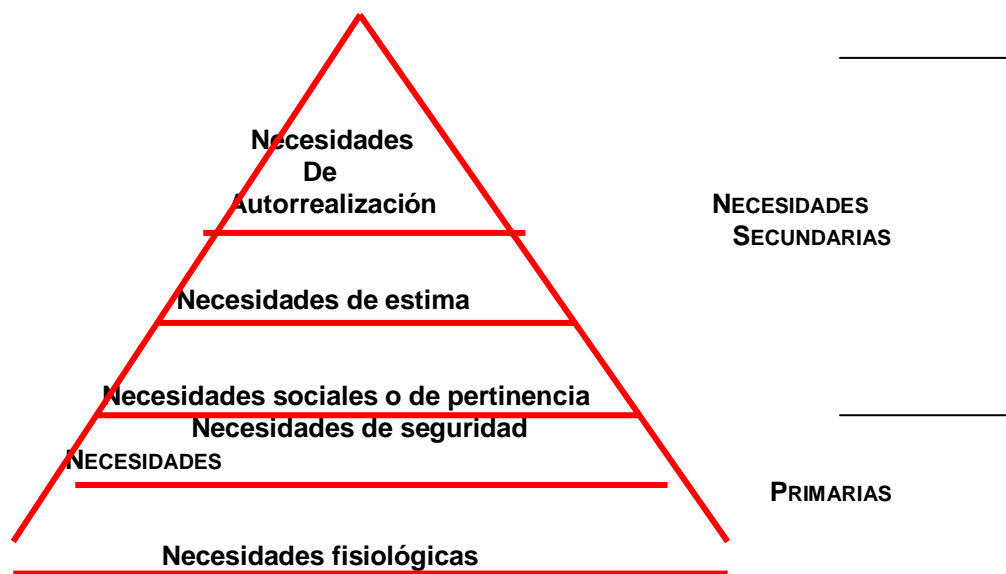 Necesidades
De
Autorrealización
NECESIDADES
SECUNDARIAS
Necesidades de estima
Necesidades sociales o de pertinencia
Necesidades de seguridad
NECESIDADES
PRIMARIAS
Necesidades fisiológicas